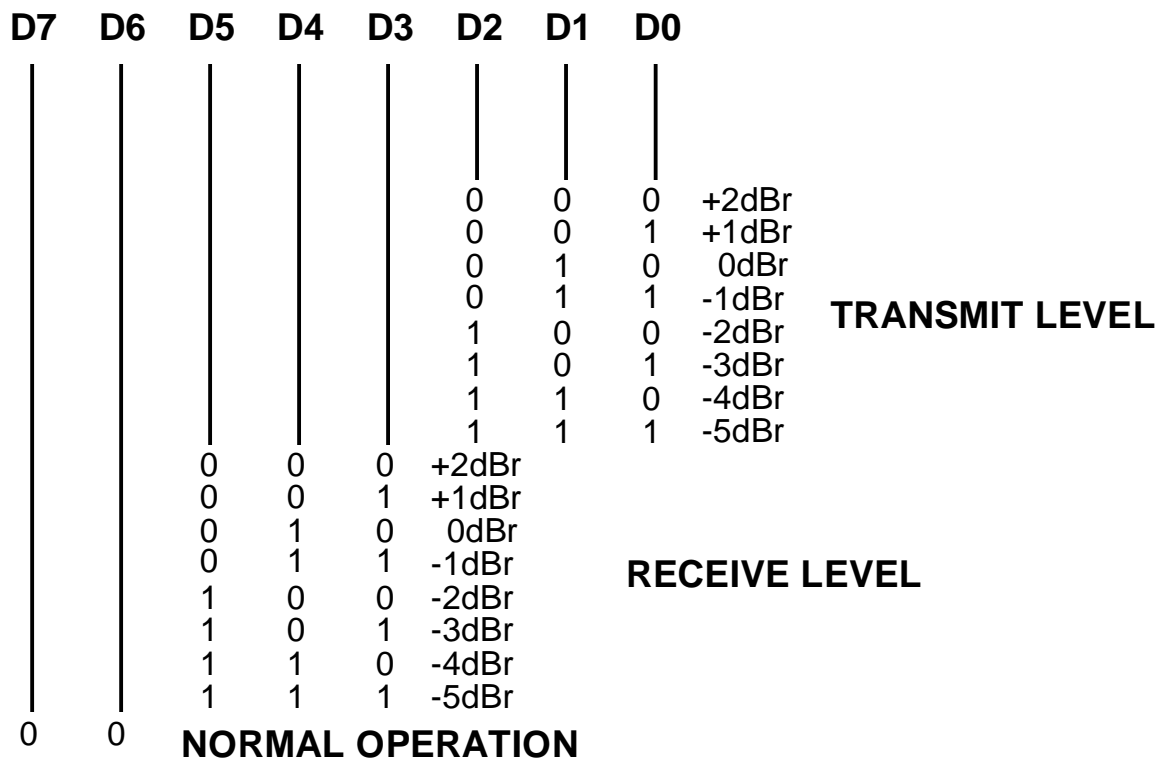 D7 D6 D5 D4 D3 D2 D1 D0
0 0 0 +2dBr
0 0 1 +1dBr
0 1 0 0dBr
0 1 1 -1dBr
1 0 0 -2dBr
1 0 1 -3dBr
1 1 0 -4dBr
1 1 1 -5dBr
TRANSMIT LEVEL
0 0 0 +2dBr
0 0 1 +1dBr
0 1 0 0dBr
0 1 1 -1dBr
1 0 0 -2dBr
1 0 1 -3dBr
1 1 0 -4dBr
1 1 1 -5dBr
RECEIVE LEVEL
0 0 NORMAL OPERATION